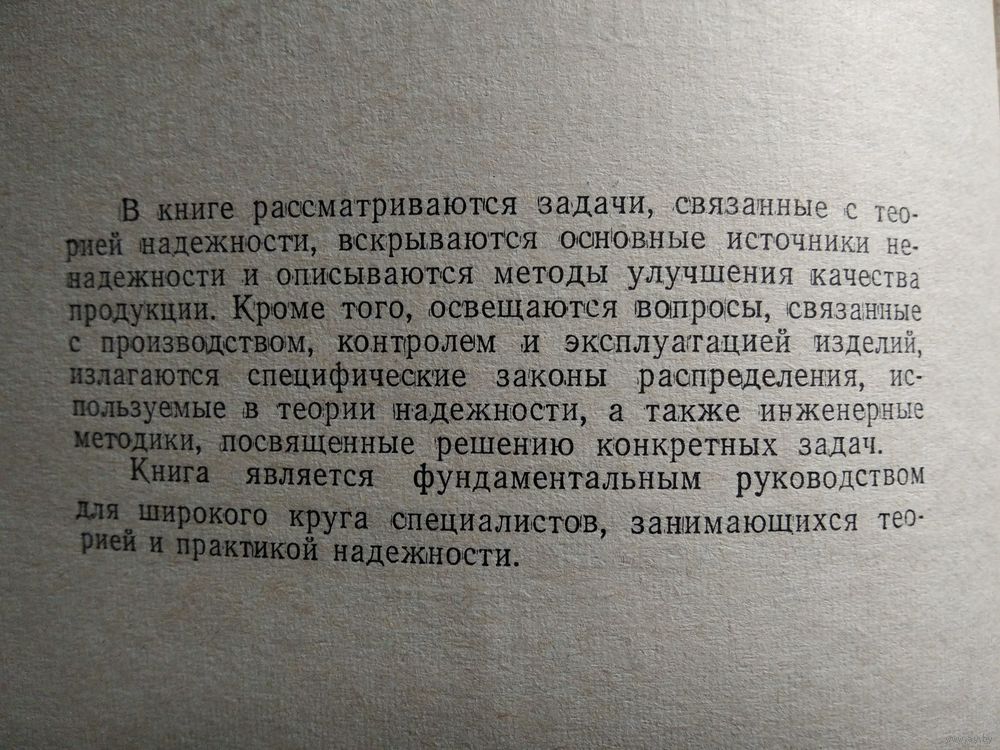 В книге рассматриваются задачи, связанные с тео-
рией надежности, вскрываются основные источники не-
надежности и описываются методы улучшения качества
продукции. Кроме того, освещаются вопросы, связанные
с производством, контролем и эксплуатацией изделий,
излагаются специфические законы распределения, ис-
пользуемые в теории надежности, а также инженерные
методики, посвященные решению конкретных задач.
Книга является фундаментальным руководством
для широкого круга специалистов, занимающихся тео-
рией и практикой надежности.